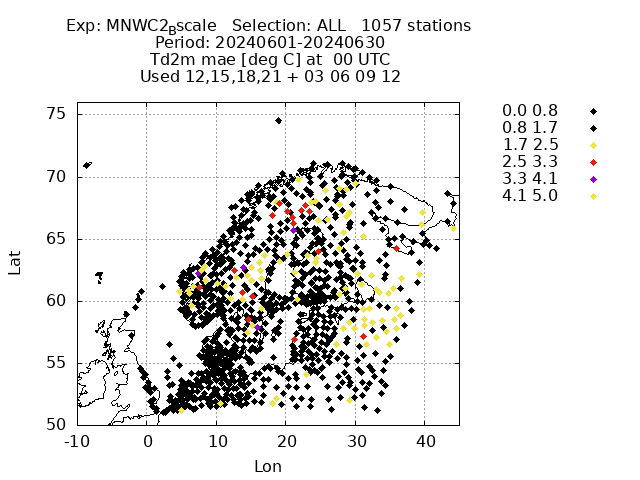 Exp: MNWC2_Bscale   Selection: ALL   1057 stations
Period: 20240601-20240630
Td2m mae [deg C] at  00 UTC
Used 12,15,18,21 + 03 06 09 12
0.0 0.8
0.8 1.7
1.7 2.5
2.5 3.3
3.3 4.1
4.1 5.0
75
70
65
60
55
50
Lat
-10 0 10 20 30 40
Lon